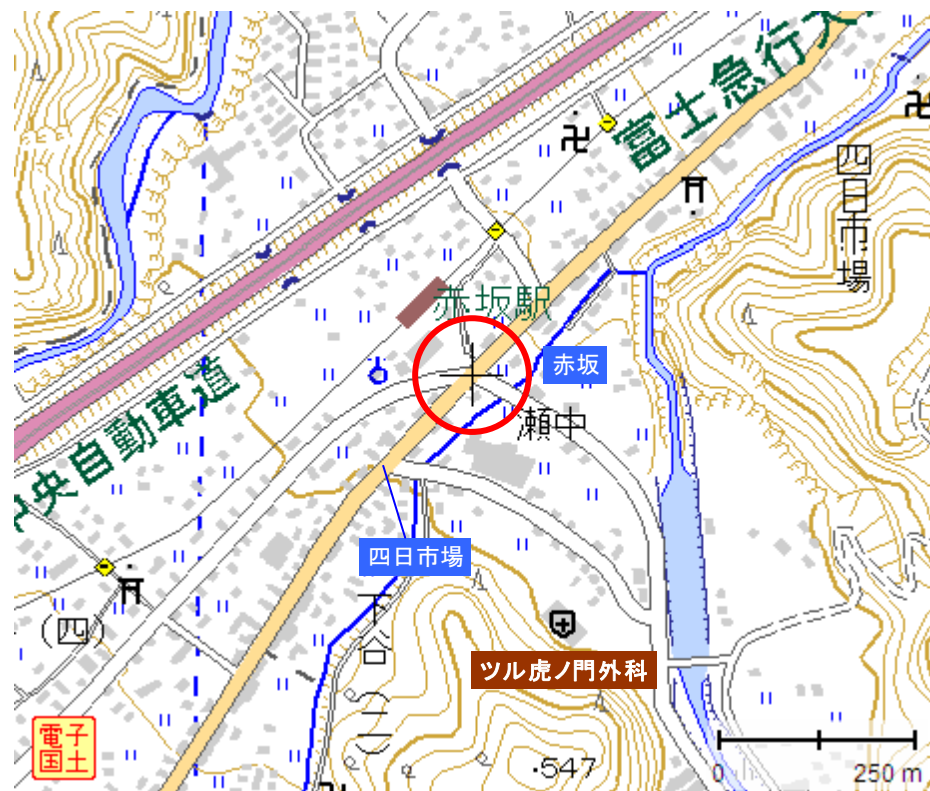 富士急行大
四日市場
赤坂駅
赤坂
瀬中
中央自動車道
四日市場
(四)
下谷(二)
ツル虎ノ門外科
電子
国土
・547
0
250 m